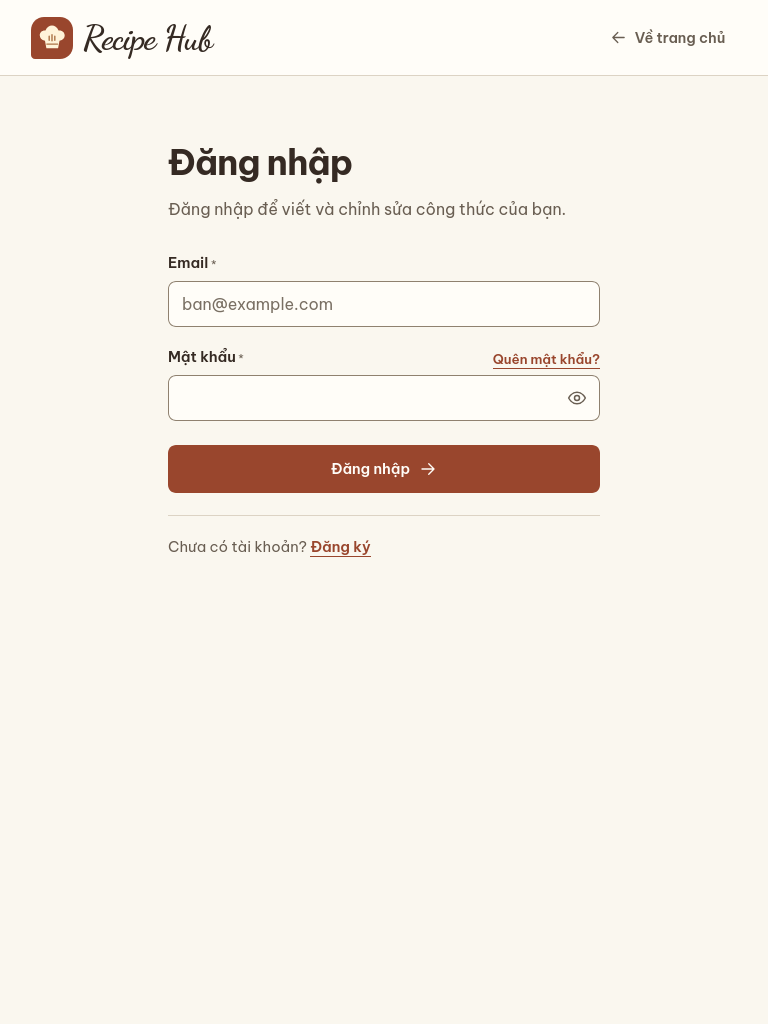 Recipe Hub
← Về trang chủ
Đăng nhập
Đăng nhập để viết và chỉnh sửa công thức của bạn.
Email *
ban@example.com
Mật khẩu *
Quên mật khẩu?
Đăng nhập →
Chưa có tài khoản? Đăng ký